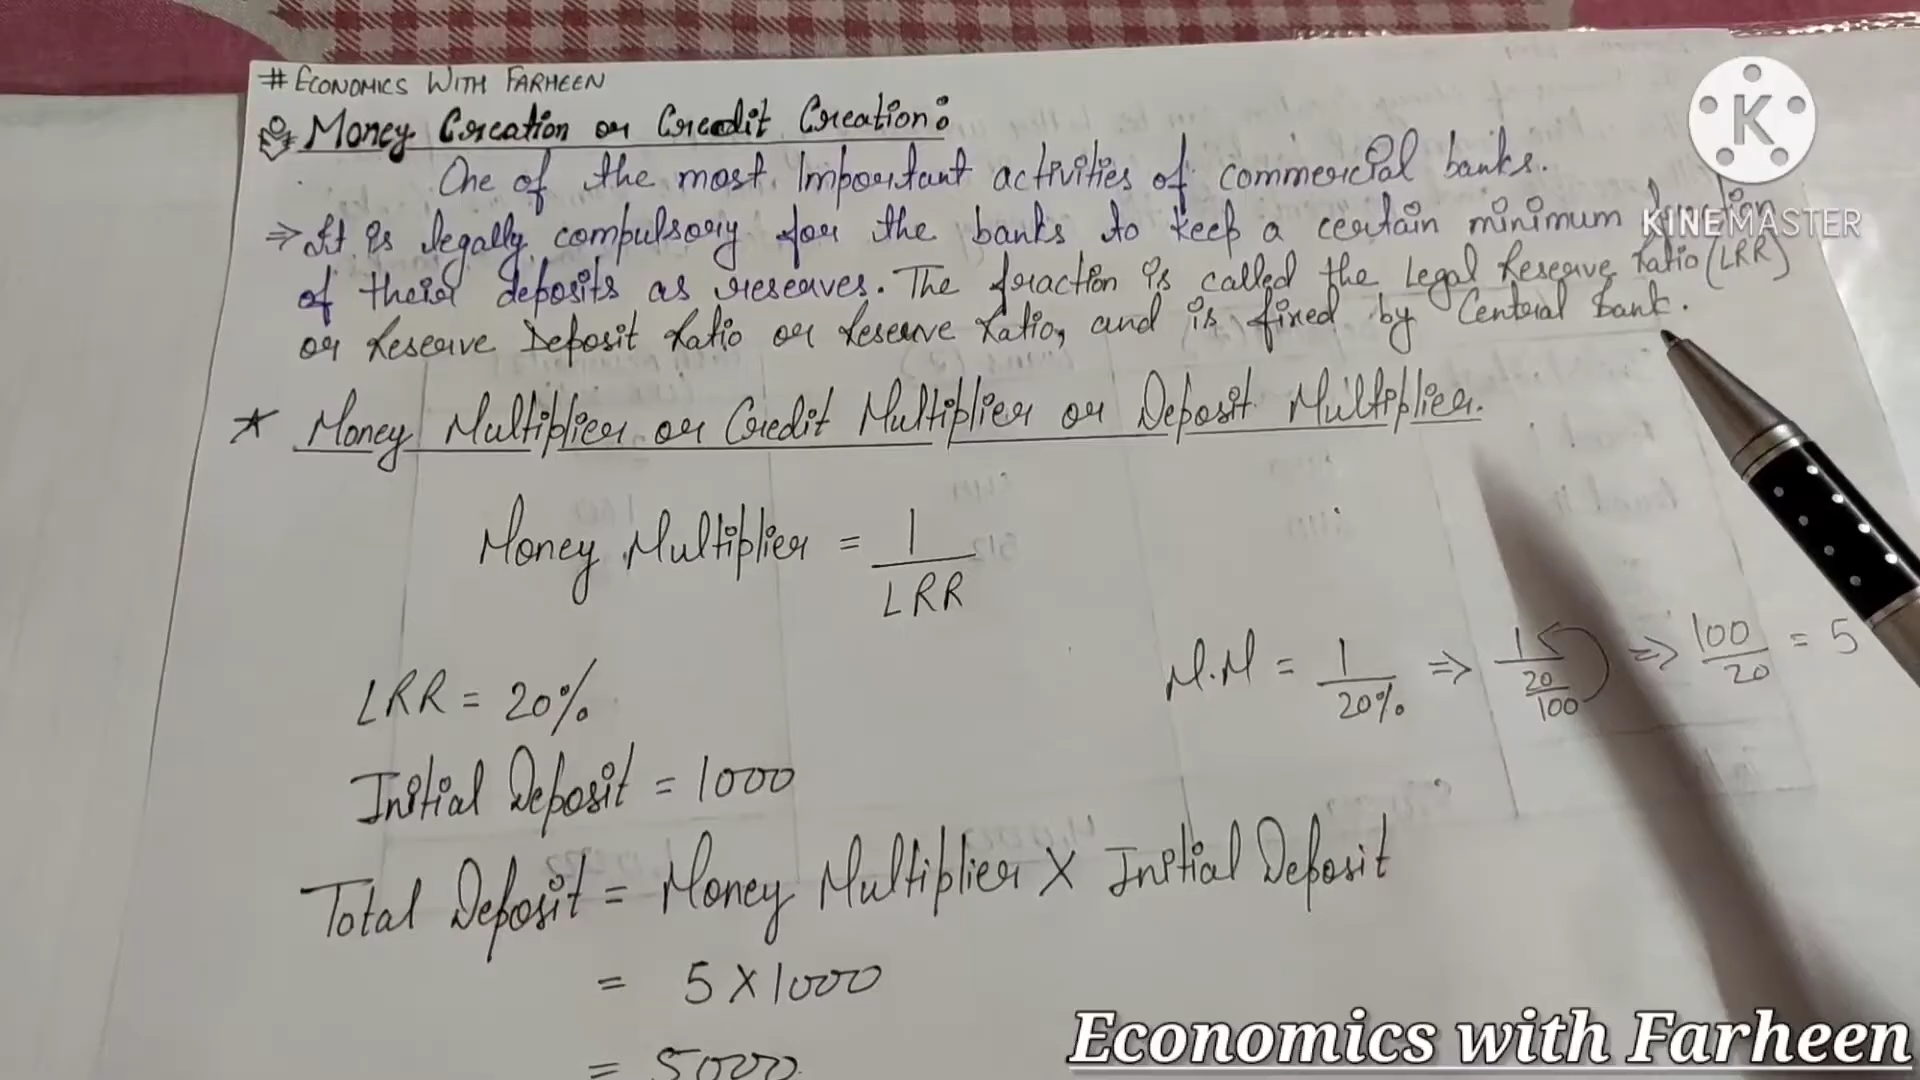 # ECONOMICS WITH FARHEEN
Money Creation or Credit Creation:
One of the most important activities of commercial banks.
⇒ It is legally compulsory for the banks to keep a certain minimum fraction
of their deposits as reserves. The fraction is called the Legal Reserve Ratio (LRR)
or Reserve Deposit Ratio or Reserve Ratio, and is fixed by Central Bank.
* Money Multiplier or Credit Multiplier or Deposit Multiplier.
Money Multiplier = 1/LRR
M.M = 1/20% ⇒ 1/(20/100) ⇒ 100/20 = 5
LRR = 20%
Initial Deposit = 1000
Total Deposit = Money Multiplier X Initial Deposit
= 5 X 1000
= 5000
K
KINEMASTER
Economics with Farheen